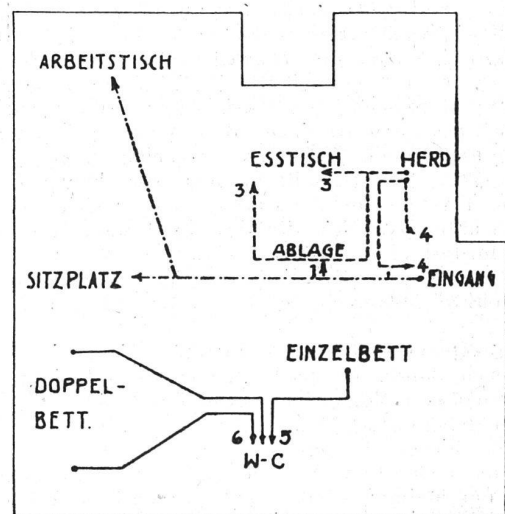 ARBEITSTISCH
ESSTISCH HERD
3 3
4
ABLAGE
1 4
SITZPLATZ EINGANG
EINZELBETT
DOPPEL-
BETT.
6 5
W-C